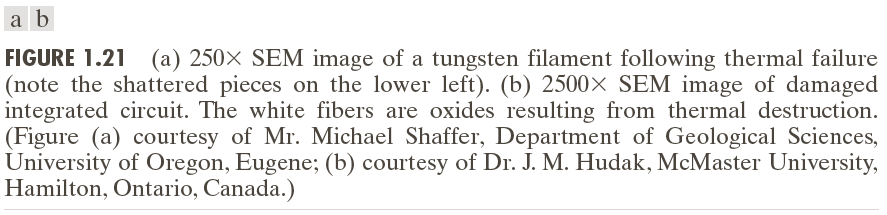 a b
FIGURE 1.21 (a) 250× SEM image of a tungsten filament following thermal failure
(note the shattered pieces on the lower left). (b) 2500× SEM image of damaged
integrated circuit. The white fibers are oxides resulting from thermal destruction.
(Figure (a) courtesy of Mr. Michael Shaffer, Department of Geological Sciences,
University of Oregon, Eugene; (b) courtesy of Dr. J. M. Hudak, McMaster University,
Hamilton, Ontario, Canada.)